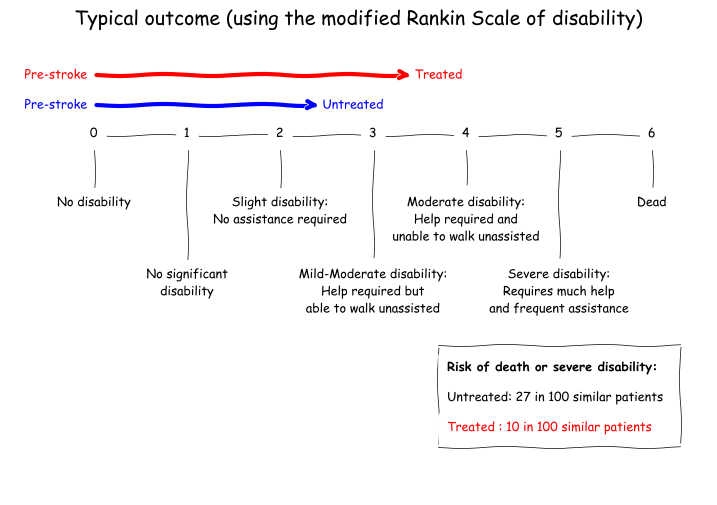 Typical outcome (using the modified Rankin Scale of disability)
Pre-stroke Treated
Pre-stroke Untreated
0 1 2 3 4 5 6
No disability
Slight disability:
No assistance required
Moderate disability:
Help required and
unable to walk unassisted
Dead
No significant
disability
Mild-Moderate disability:
Help required but
able to walk unassisted
Severe disability:
Requires much help
and frequent assistance
Risk of death or severe disability:
Untreated: 27 in 100 similar patients
Treated : 10 in 100 similar patients